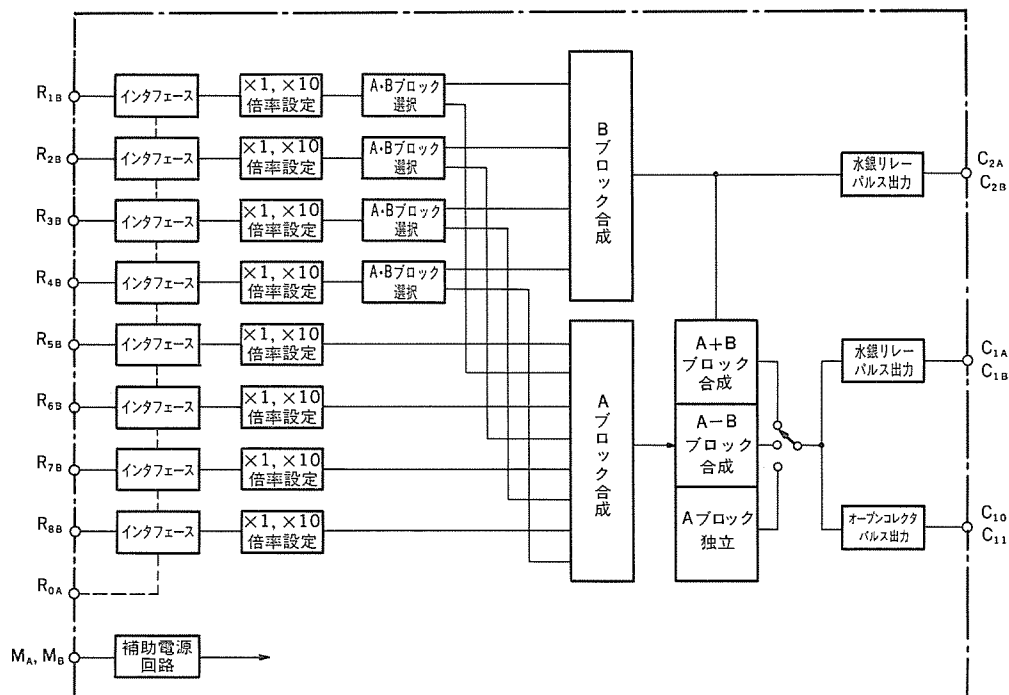 R1B
インタフェース
×1, ×10
倍率設定
A・Bブロック
選択
R2B
インタフェース
×1, ×10
倍率設定
A・Bブロック
選択
R3B
インタフェース
×1, ×10
倍率設定
A・Bブロック
選択
R4B
インタフェース
×1, ×10
倍率設定
A・Bブロック
選択
R5B
インタフェース
×1, ×10
倍率設定
R6B
インタフェース
×1, ×10
倍率設定
R7B
インタフェース
×1, ×10
倍率設定
R8B
インタフェース
×1, ×10
倍率設定
R0A
MA, MB
補助電源
回路
Bブロック合成
Aブロック合成
A+B
ブロック
合成
A−B
ブロック
合成
Aブロック
独立
水銀リレー
パルス出力
C2A
C2B
水銀リレー
パルス出力
C1A
C1B
オープンコレクタ
パルス出力
C10
C11